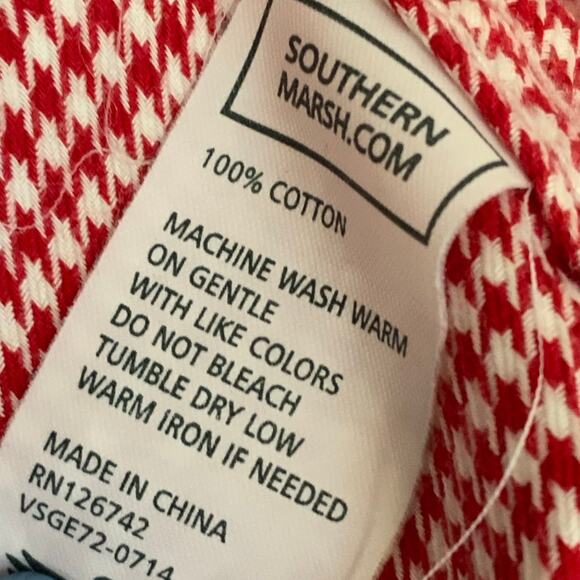 SOUTHERN
MARSH.COM
100% COTTON
MACHINE WASH WARM
ON GENTLE
WITH LIKE COLORS
DO NOT BLEACH
TUMBLE DRY LOW
WARM IRON IF NEEDED
MADE IN CHINA
RN126742
VSGE72-0714